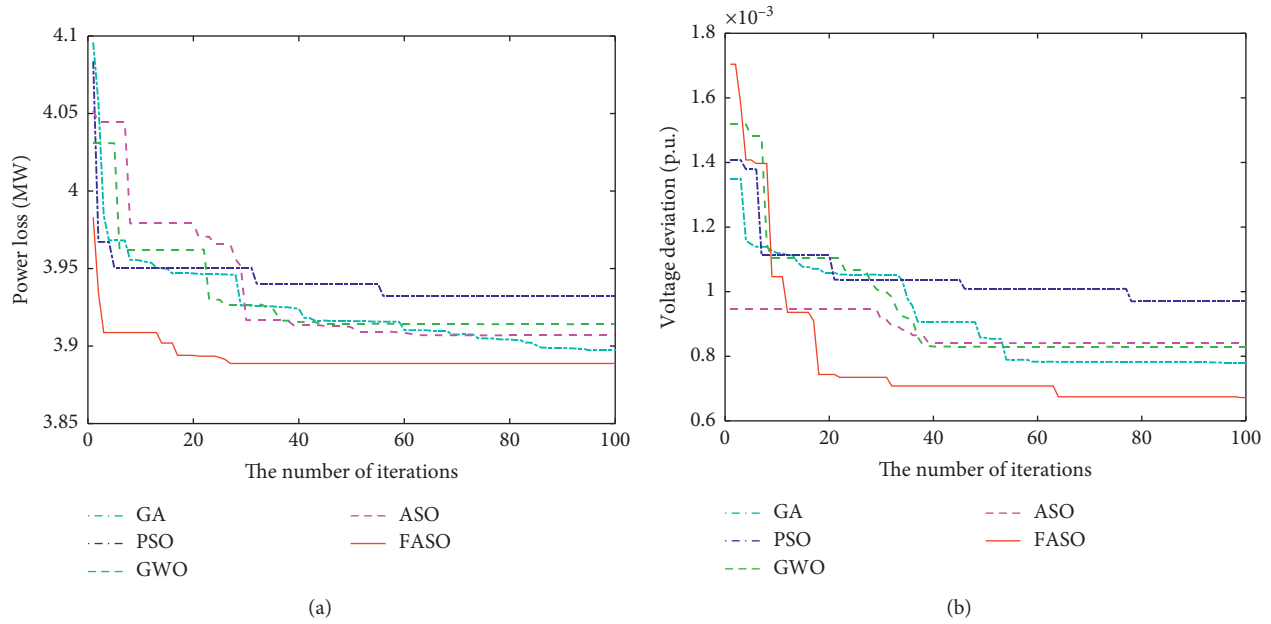 4.1
4.05
4
3.95
3.9
3.85
Power loss (MW)
0
20
40
60
80
100
The number of iterations
GA
PSO
GWO
ASO
FASO
(a)
×10–3
1.8
1.6
1.4
1.2
1
0.8
0.6
Voltage deviation (p.u.)
0
20
40
60
80
100
The number of iterations
GA
PSO
GWO
ASO
FASO
(b)